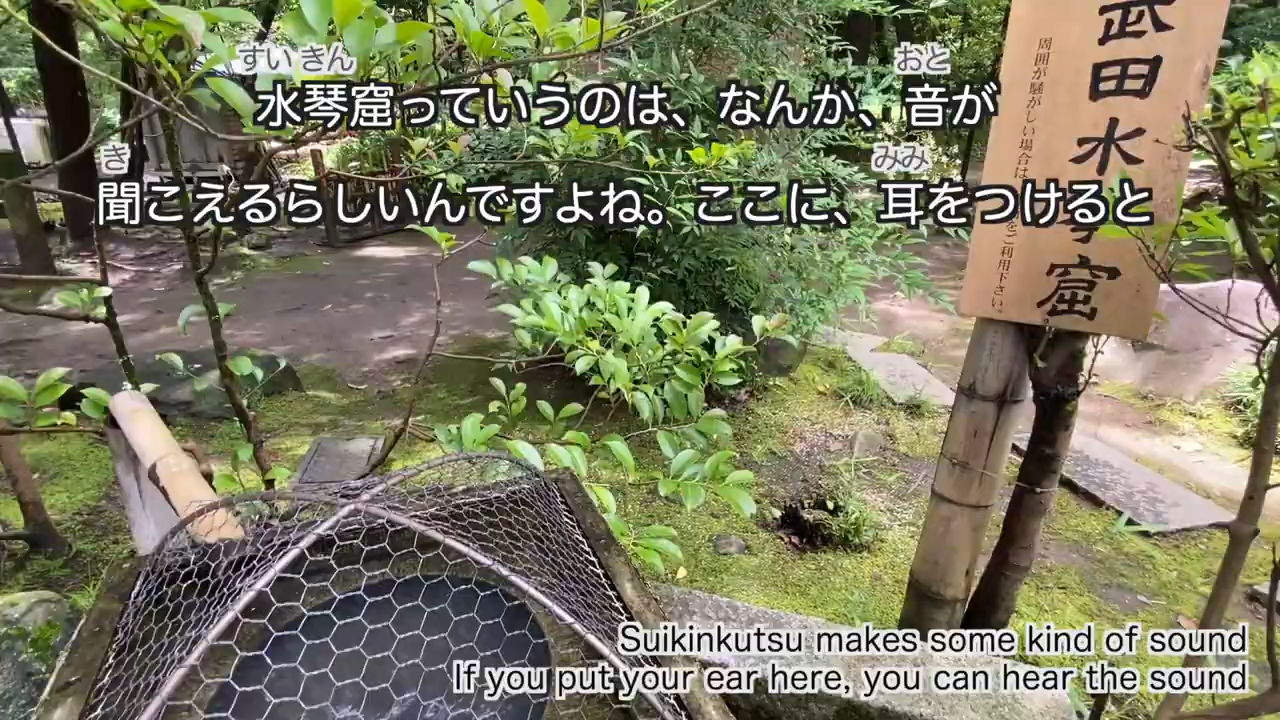 すいきん おと
水琴窟っていうのは、なんか、音が
き みみ
聞こえるらしいんですよね。ここに、耳をつけると
武田水琴窟
周囲が騒がしい場合は
をご利用下さい。
Suikinkutsu makes some kind of sound
If you put your ear here, you can hear the sound